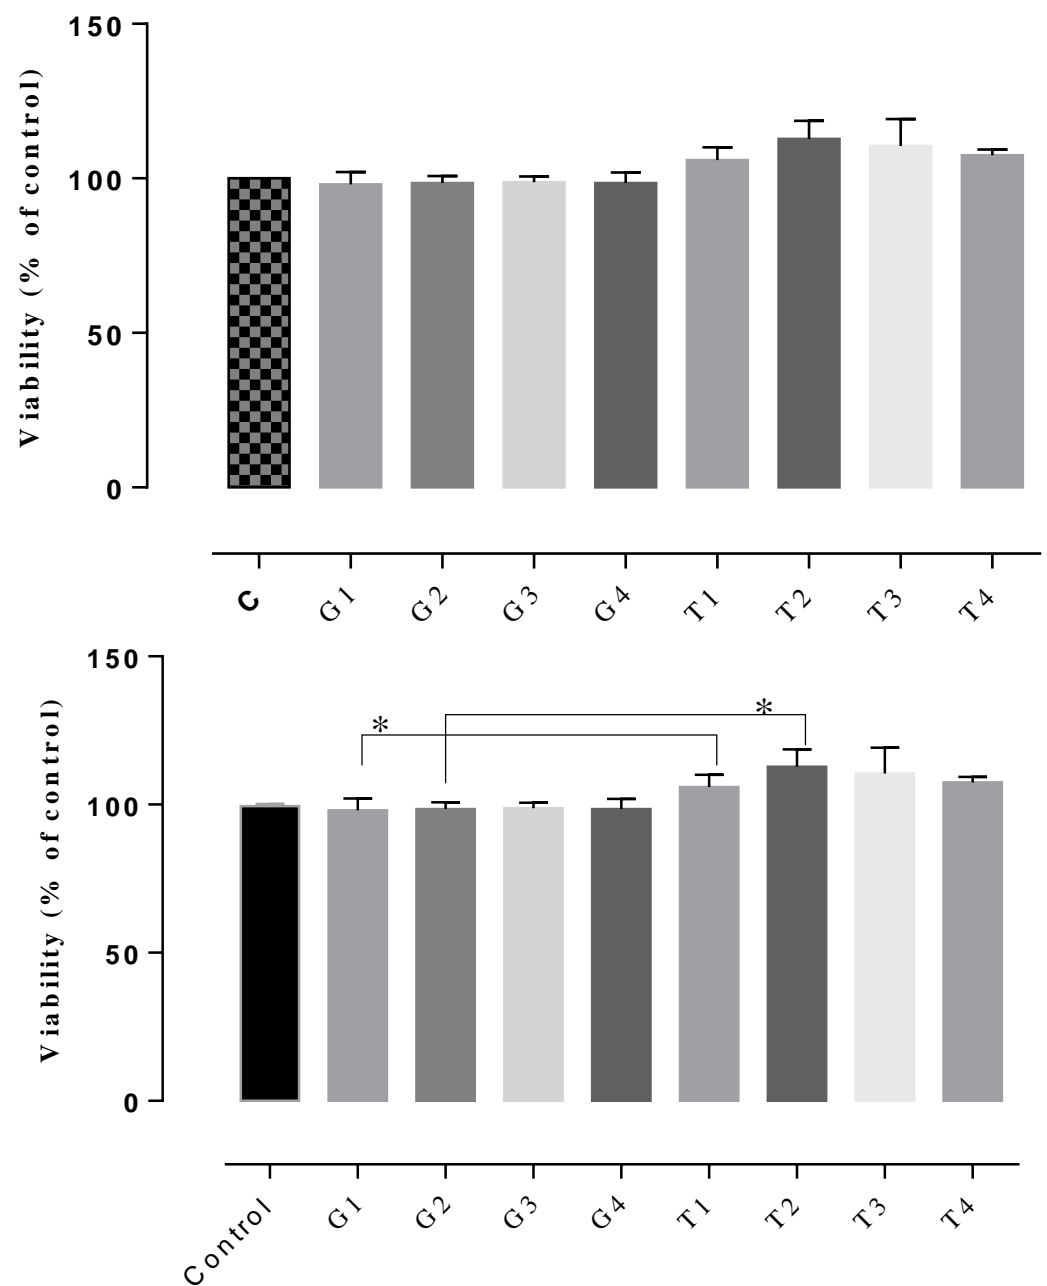 150
100
50
0
Viability (% of control)
C G1 G2 G3 G4 T1 T2 T3 T4
150
100
50
0
Viability (% of control)
* *
Control G1 G2 G3 G4 T1 T2 T3 T4